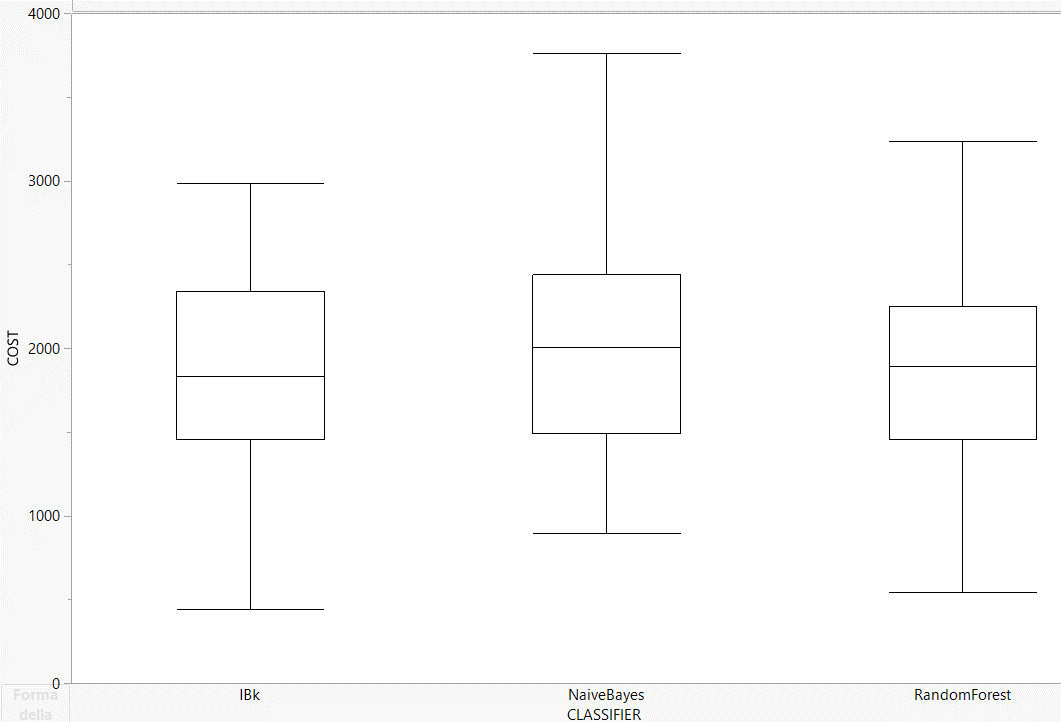 4000
3000
2000
1000
0
COST
IBk
NaiveBayes
RandomForest
CLASSIFIER
Forma
della